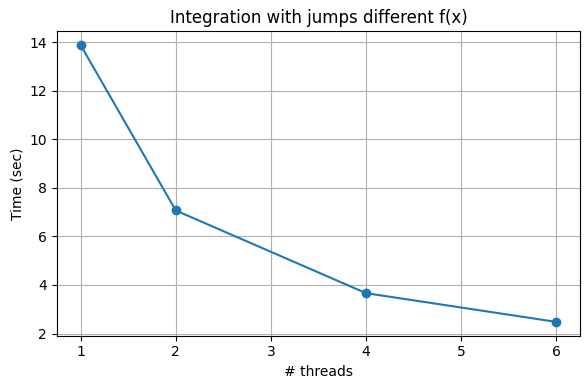 Integration with jumps different f(x)
14
12
10
8
6
4
2
Time (sec)
1 2 3 4 5 6
# threads